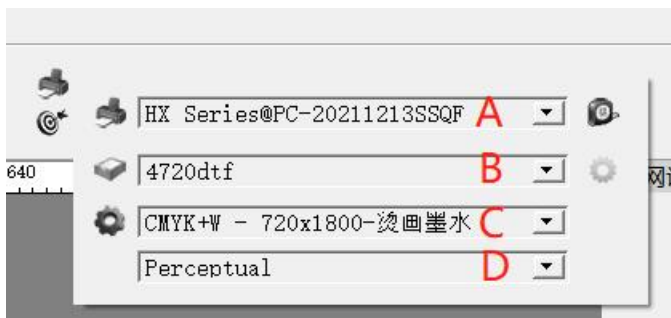 HX Series@PC-20211213SSQF A
640
4720dtf B
CMYK+W - 720x1800-烫画墨水 C
Perceptual D